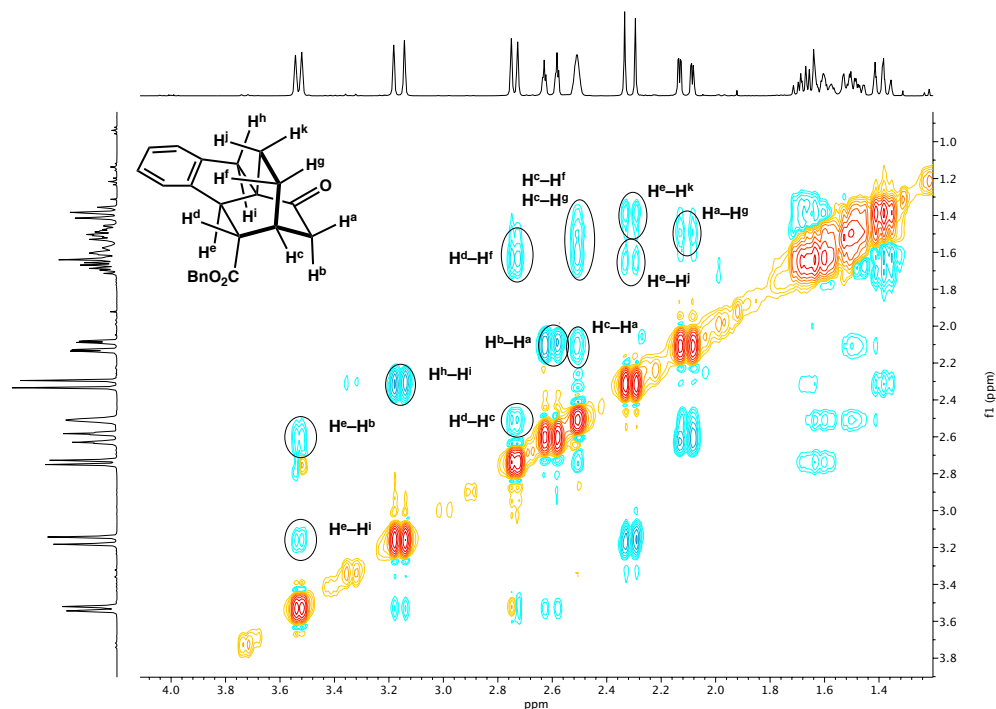 Hʰ
Hʲ
Hᵏ
Hᶠ
Hᵍ
O
Hⁱ
Hᵈ
Hᵃ
Hᵉ
Hᶜ
Hᵇ
BnO₂C
Hᶜ–Hᶠ
Hᶜ–Hᵍ
Hᵉ–Hᵏ
Hᵃ–Hᵍ
Hᵈ–Hᶠ
Hᵉ–Hʲ
Hᵇ–Hᵃ
Hᶜ–Hᵃ
Hʰ–Hⁱ
Hᵈ–Hᶜ
Hᵉ–Hᵇ
Hᵉ–Hⁱ
1.0
1.2
1.4
1.6
1.8
2.0
2.2
2.4
2.6
2.8
3.0
3.2
3.4
3.6
3.8
f1 (ppm)
4.0 3.8 3.6 3.4 3.2 3.0 2.8 2.6 2.4 2.2 2.0 1.8 1.6 1.4
ppm